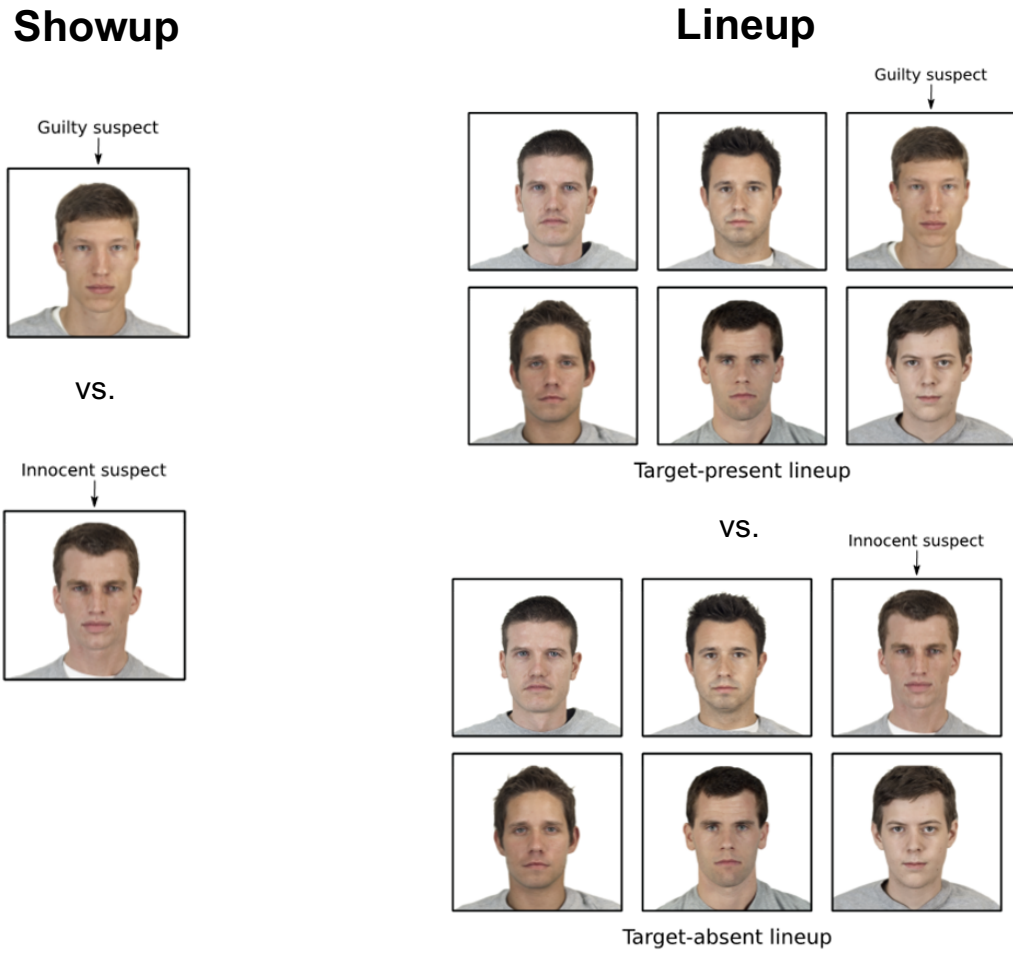 Showup
Lineup
Guilty suspect
Guilty suspect
vs.
Innocent suspect
Target-present lineup
vs.
Innocent suspect
Target-absent lineup